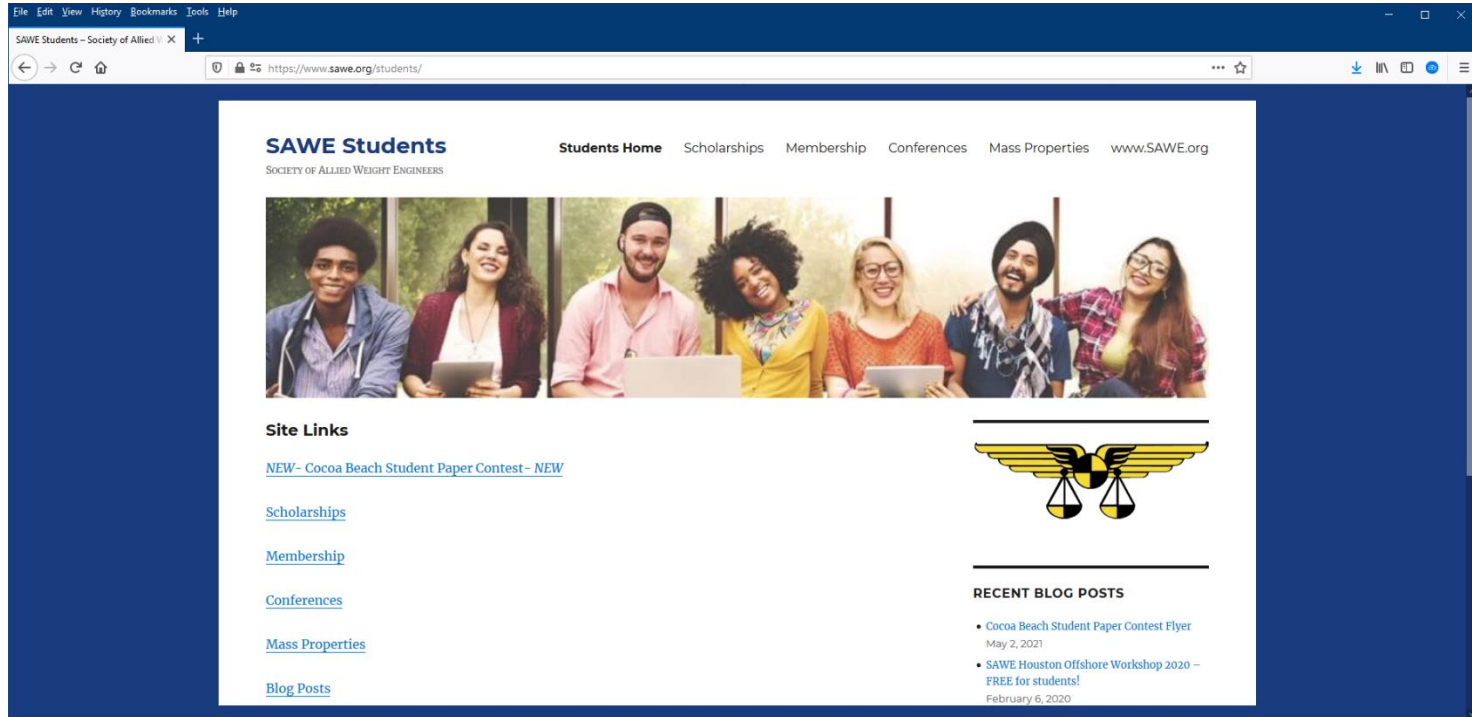 File Edit View History Bookmarks Tools Help
SAWE Students – Society of Allied
https://www.sawe.org/students/
SAWE Students
SOCIETY OF ALLIED WEIGHT ENGINEERS
Students Home Scholarships Membership Conferences Mass Properties www.SAWE.org
Site Links
NEW- Cocoa Beach Student Paper Contest- NEW
Scholarships
Membership
Conferences
Mass Properties
Blog Posts
RECENT BLOG POSTS
Cocoa Beach Student Paper Contest Flyer
May 2, 2021
SAWE Houston Offshore Workshop 2020 –
FREE for students!
February 6, 2020